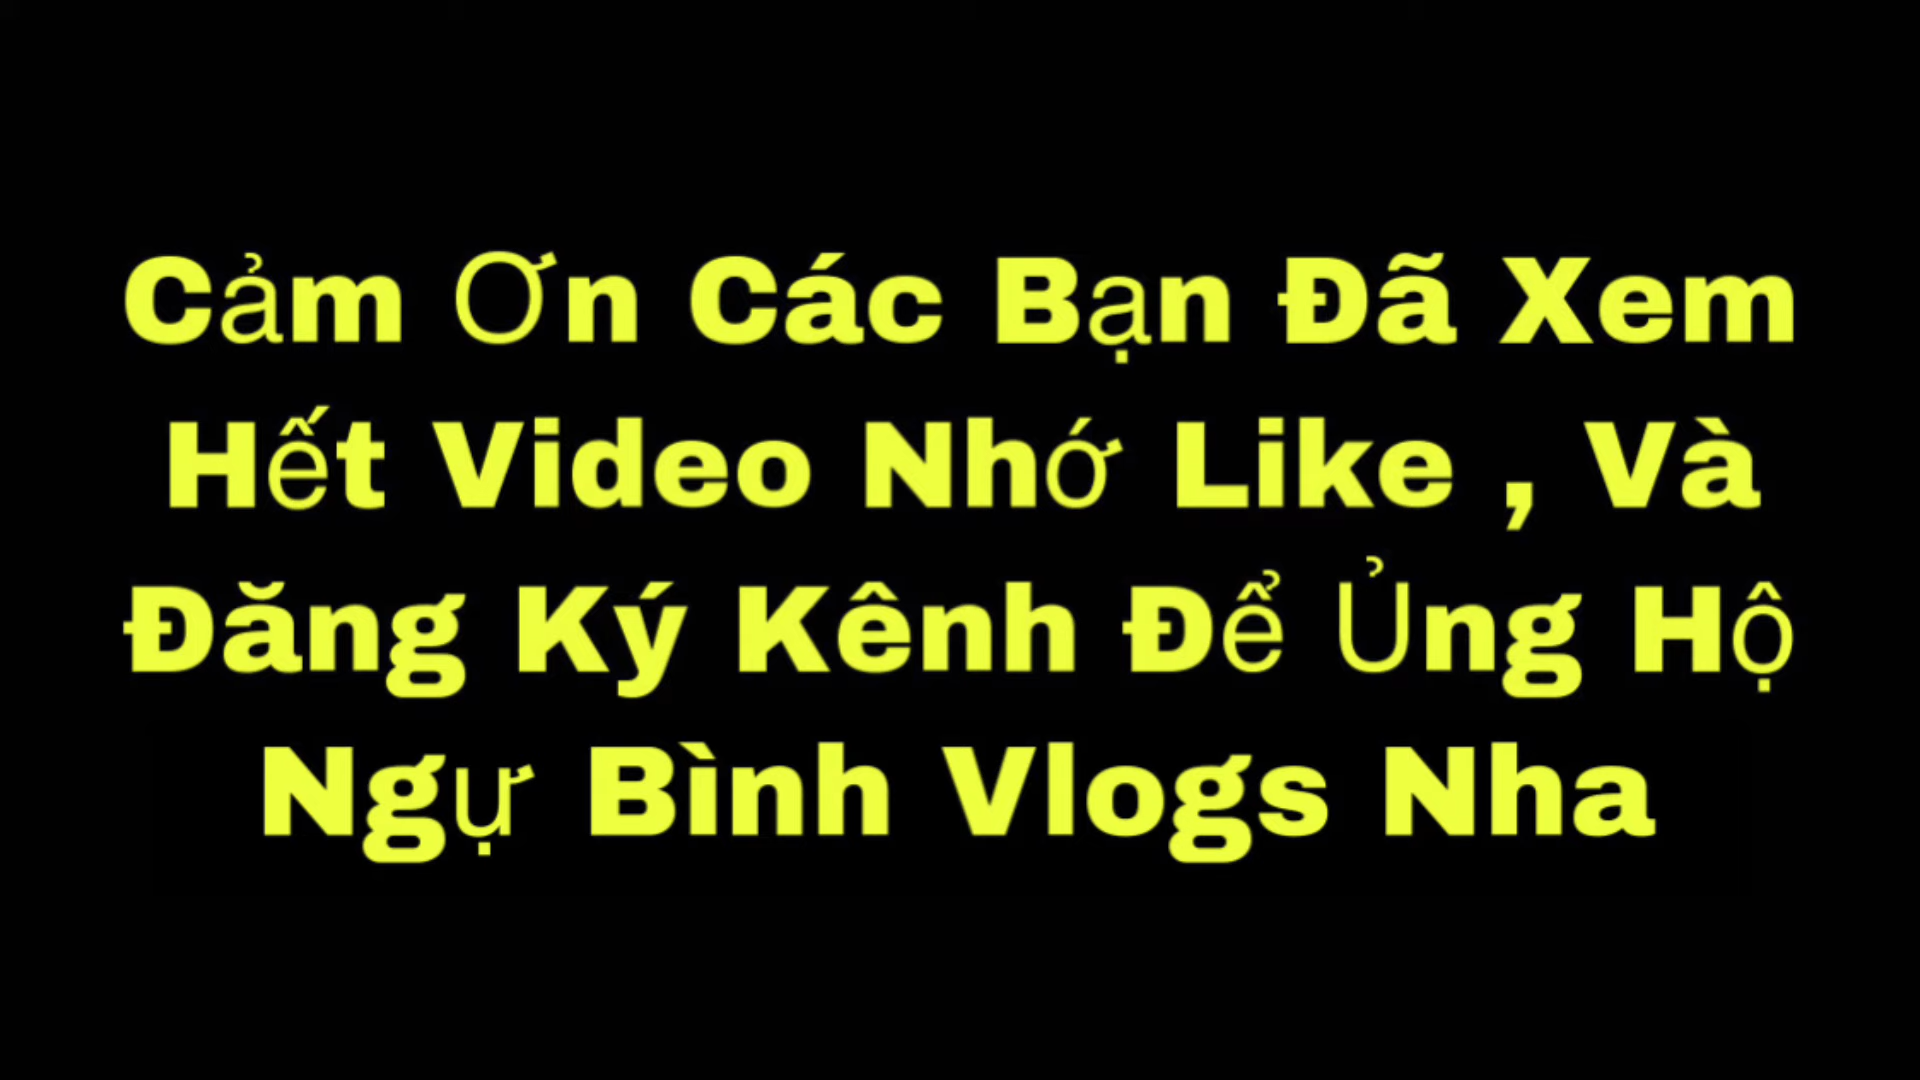 Cảm Ơn Các Bạn Đã Xem
Hết Video Nhớ Like , Và
Đăng Ký Kênh Để Ủng Hộ
Ngự Bình Vlogs Nha